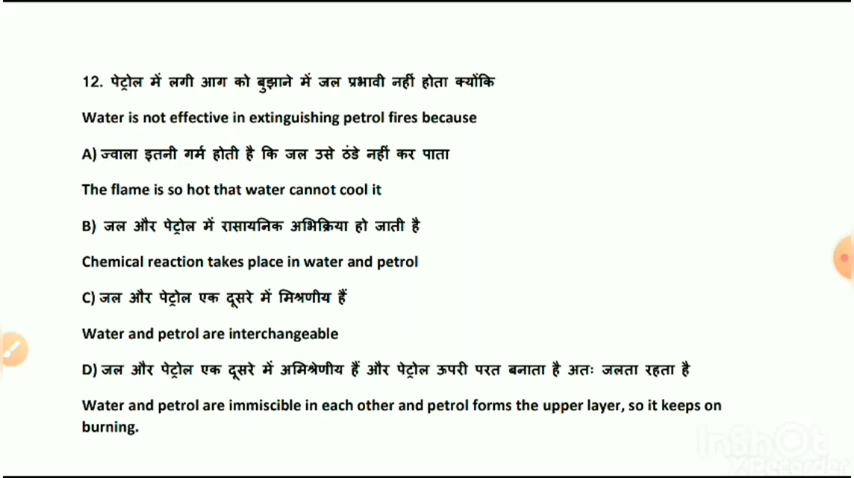 12. पेट्रोल में लगी आग को बुझाने में जल प्रभावी नहीं होता क्योंकि
Water is not effective in extinguishing petrol fires because
A) ज्वाला इतनी गर्म होती है कि जल उसे ठंडे नहीं कर पाता
The flame is so hot that water cannot cool it
B) जल और पेट्रोल में रासायनिक अभिक्रिया हो जाती है
Chemical reaction takes place in water and petrol
C) जल और पेट्रोल एक दूसरे में मिश्रणीय हैं
Water and petrol are interchangeable
D) जल और पेट्रोल एक दूसरे में अमिश्रेणीय हैं और पेट्रोल ऊपरी परत बनाता है अतः जलता रहता है
Water and petrol are immiscible in each other and petrol forms the upper layer, so it keeps on
burning.
InShOt
XRecorder